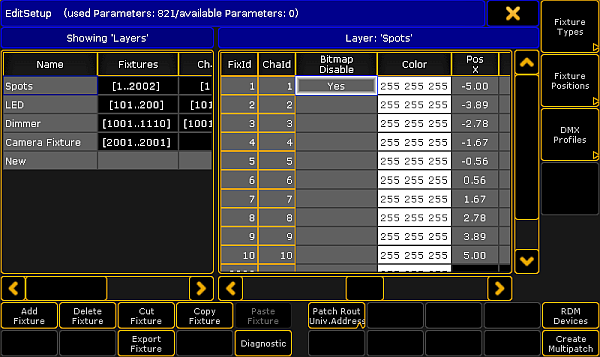 EditSetup (used Parameters: 821/available Parameters: 0)
Fixture Types
Showing 'Layers'
Layer: 'Spots'
Name Fixtures Cha
FixId ChaId Bitmap Disable Color Pos X
Spots [1..2002] [1
LED [101..200] [101
Dimmer [1001..1110] [1001
Camera Fixture [2001..2001]
New
1 1 Yes 255 255 255 -5.00
2 2 255 255 255 -3.89
3 3 255 255 255 -2.78
4 4 255 255 255 -1.67
5 5 255 255 255 -0.56
6 6 255 255 255 0.56
7 7 255 255 255 1.67
8 8 255 255 255 2.78
9 9 255 255 255 3.89
10 10 255 255 255 5.00
Fixture Positions
DMX Profiles
Add Fixture
Delete Fixture
Cut Fixture
Copy Fixture
Paste Fixture
Patch Rout Univ.Address
RDM Devices
Export Fixture
Diagnostic
Create Multipatch